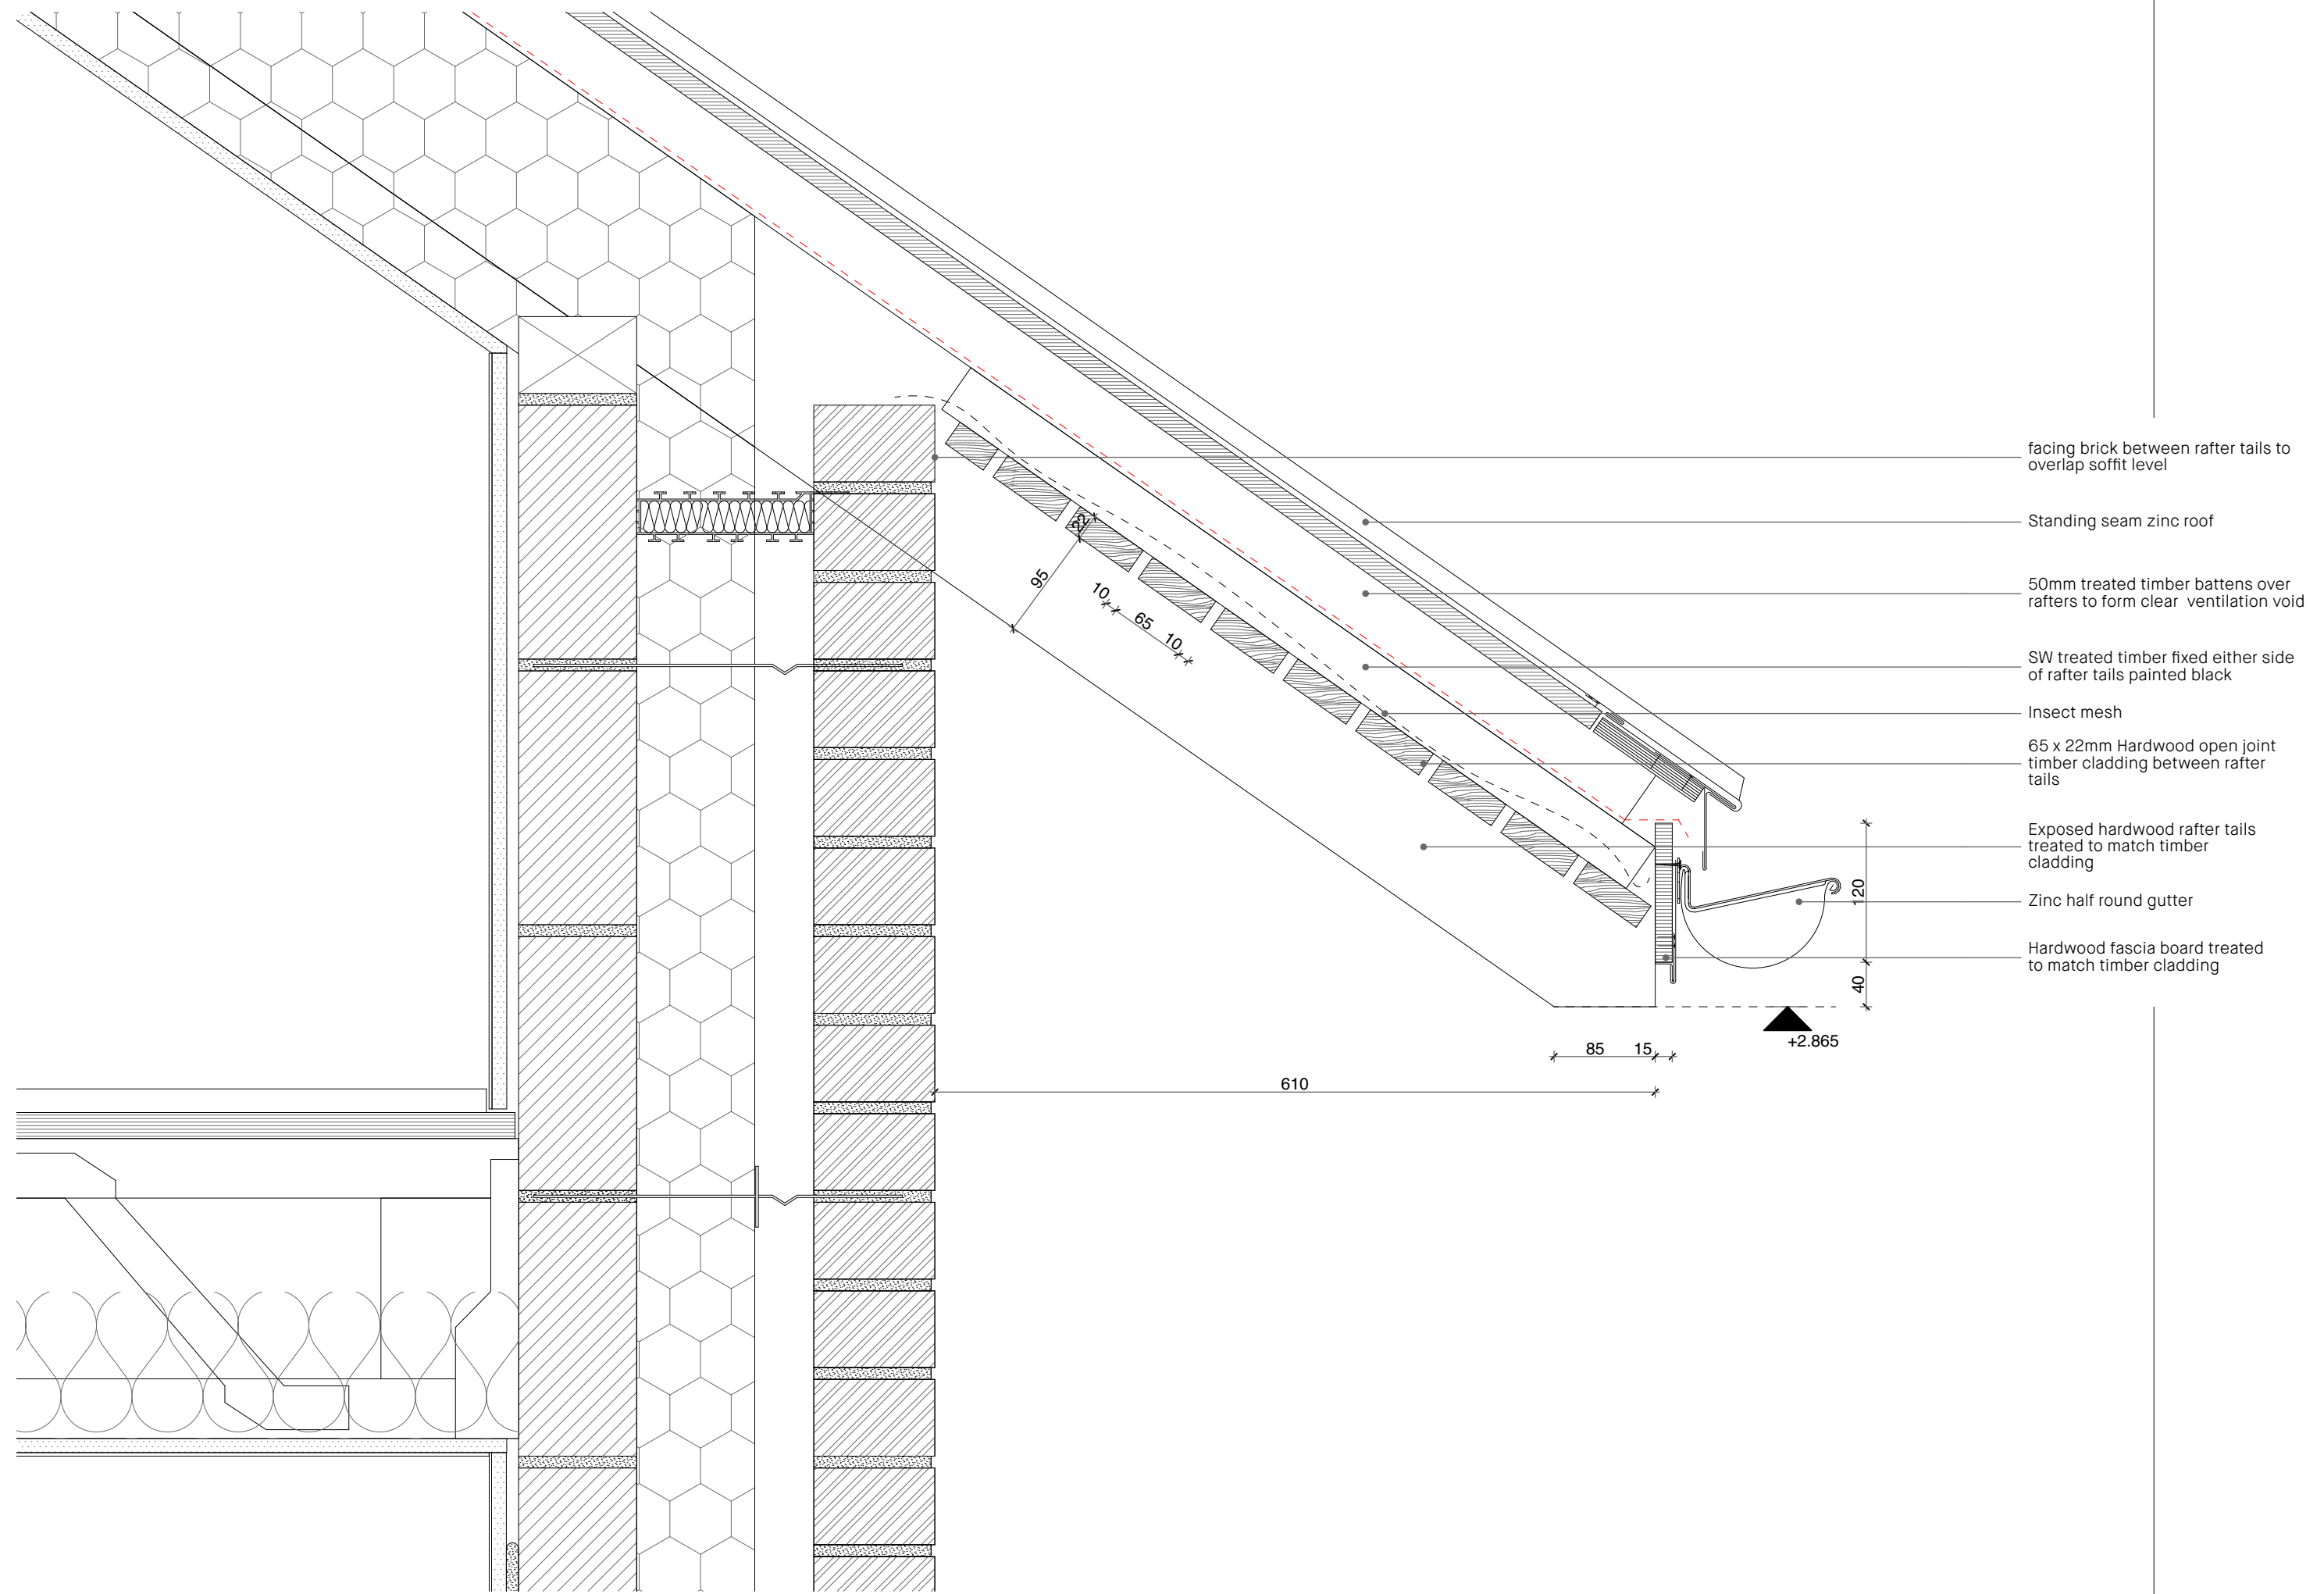 facing brick between rafter tails to
overlap soffit level
Standing seam zinc roof
50mm treated timber battens over
rafters to form clear ventilation void
SW treated timber fixed either side
of rafter tails painted black
Insect mesh
65 x 22mm Hardwood open joint
timber cladding between rafter
tails
Exposed hardwood rafter tails
treated to match timber
cladding
Zinc half round gutter
Hardwood fascia board treated
to match timber cladding
22
95
10
65
10
120
40
+2.865
85
15
610